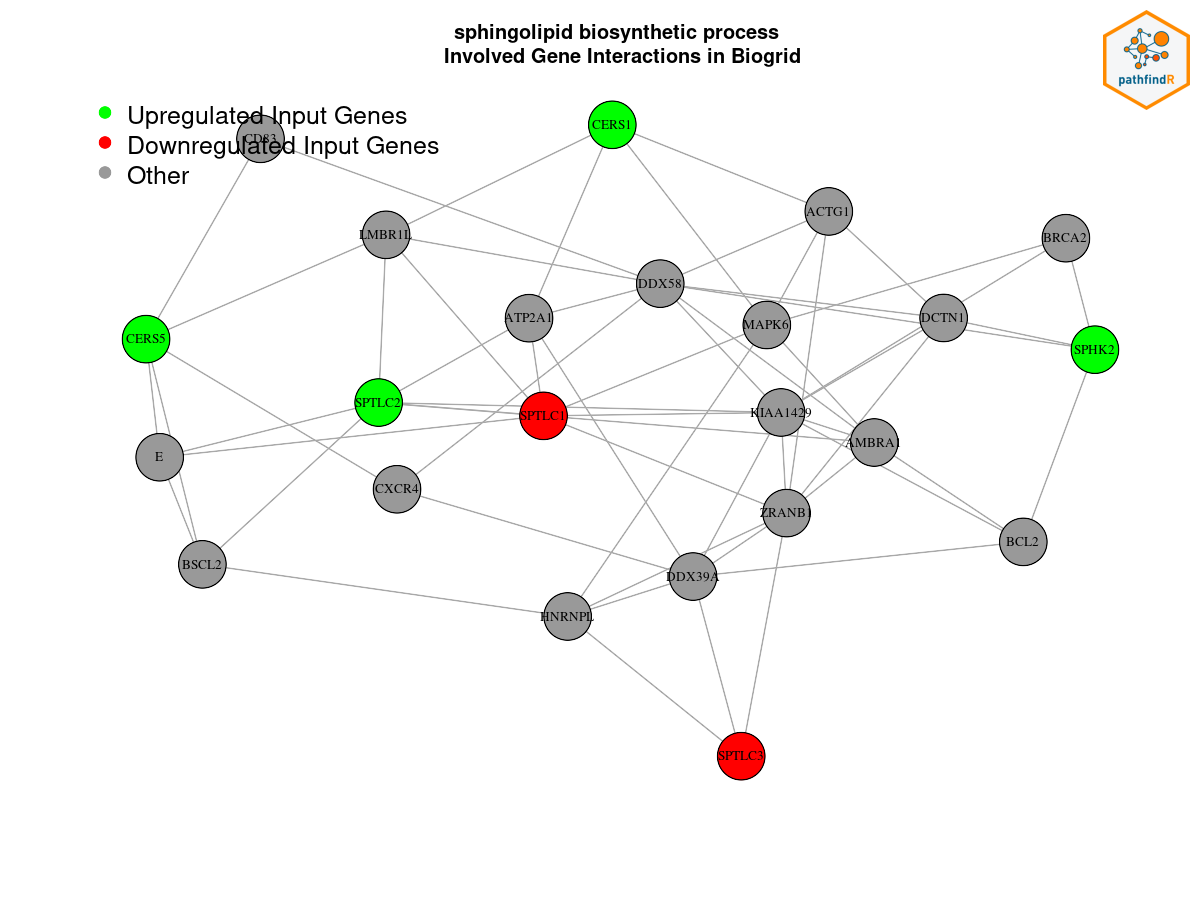 sphingolipid biosynthetic process
Involved Gene Interactions in Biogrid
pathfindR
Upregulated Input Genes
Downregulated Input Genes
Other
CD83
CERS1
ACTG1
LMBR1L
BRCA2
DDX58
ATP2A1
MAPK6
DCTN1
CERS5
SPHK2
SPTLC2
SPTLC1
KIAA1429
AMBRA1
E
CXCR4
ZRANB1
BSCL2
BCL2
DDX39A
HNRNPL
SPTLC3